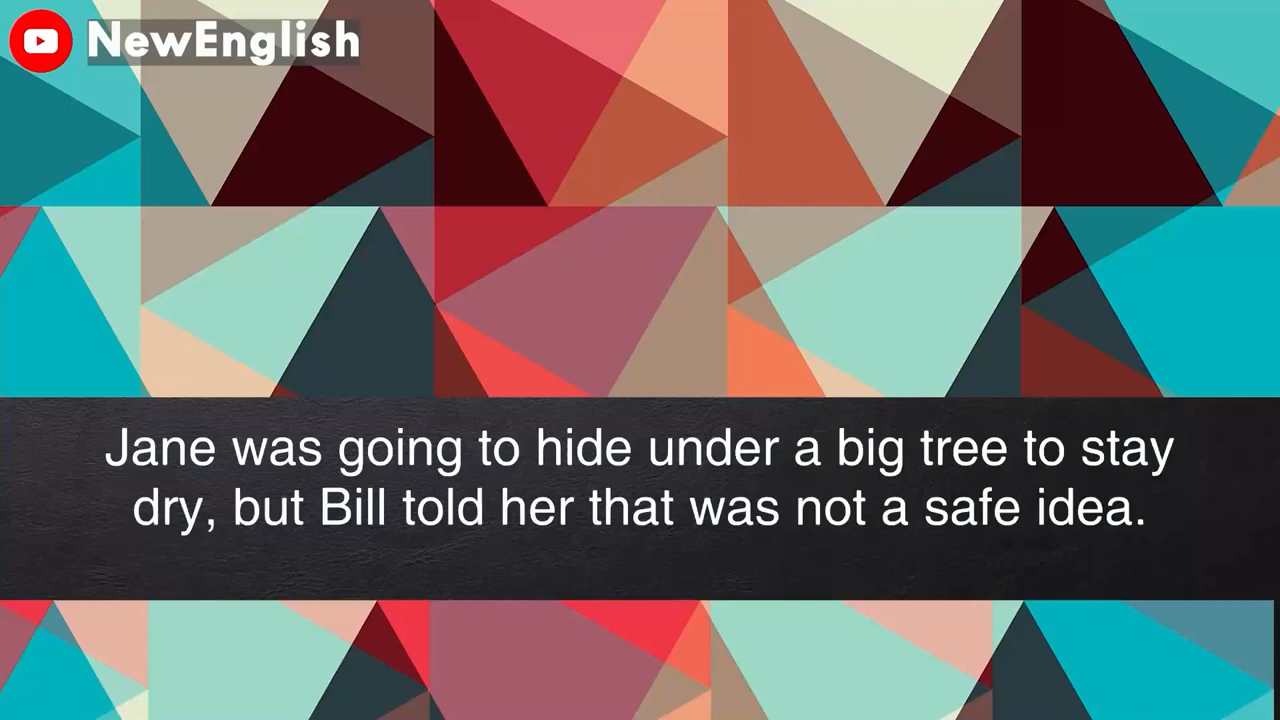 NewEnglish
Jane was going to hide under a big tree to stay
dry, but Bill told her that was not a safe idea.